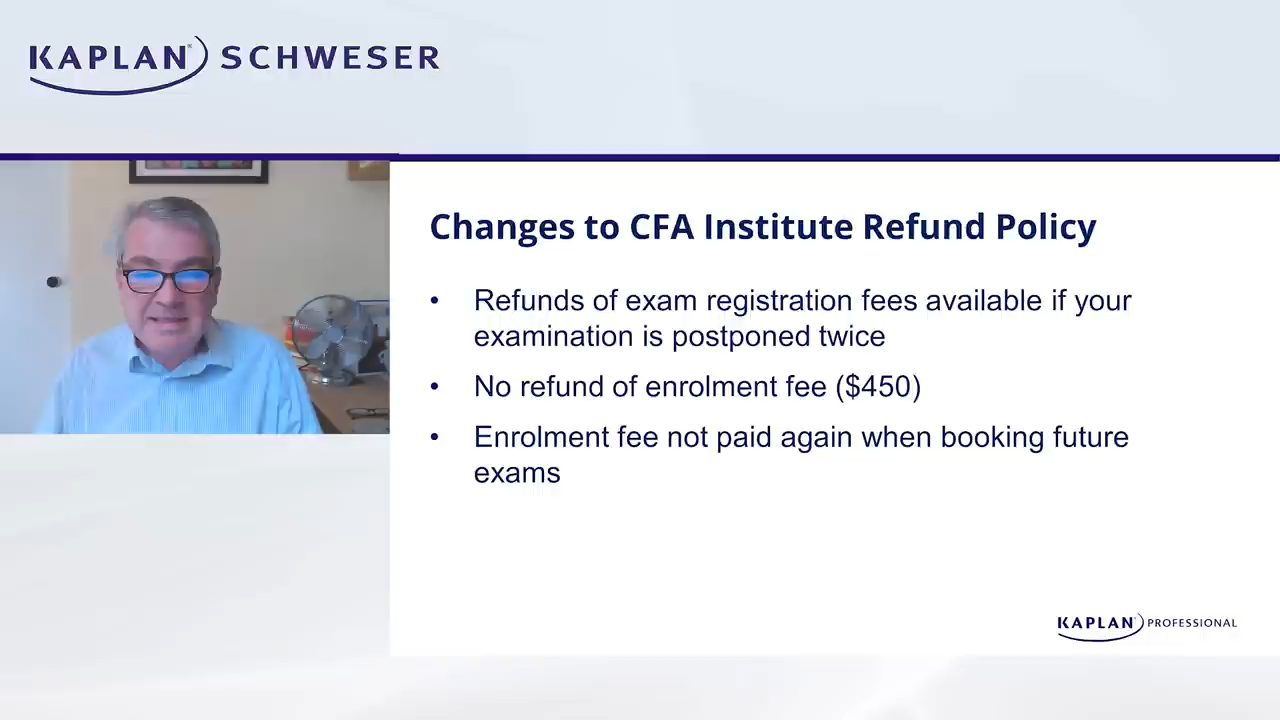 KAPLAN SCHWESER
Changes to CFA Institute Refund Policy
• Refunds of exam registration fees available if your
examination is postponed twice
• No refund of enrolment fee ($450)
• Enrolment fee not paid again when booking future
exams
KAPLAN PROFESSIONAL